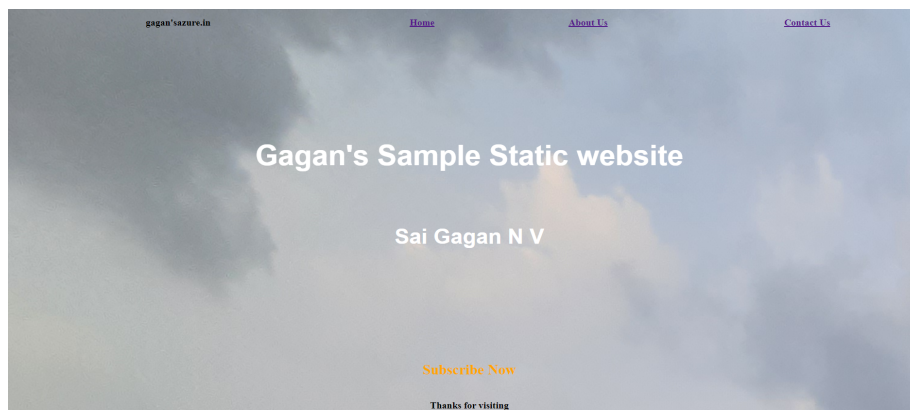 gagan'sazure.in Home About Us Contact Us
Gagan's Sample Static website
Sai Gagan N V
Subscribe Now
Thanks for visiting